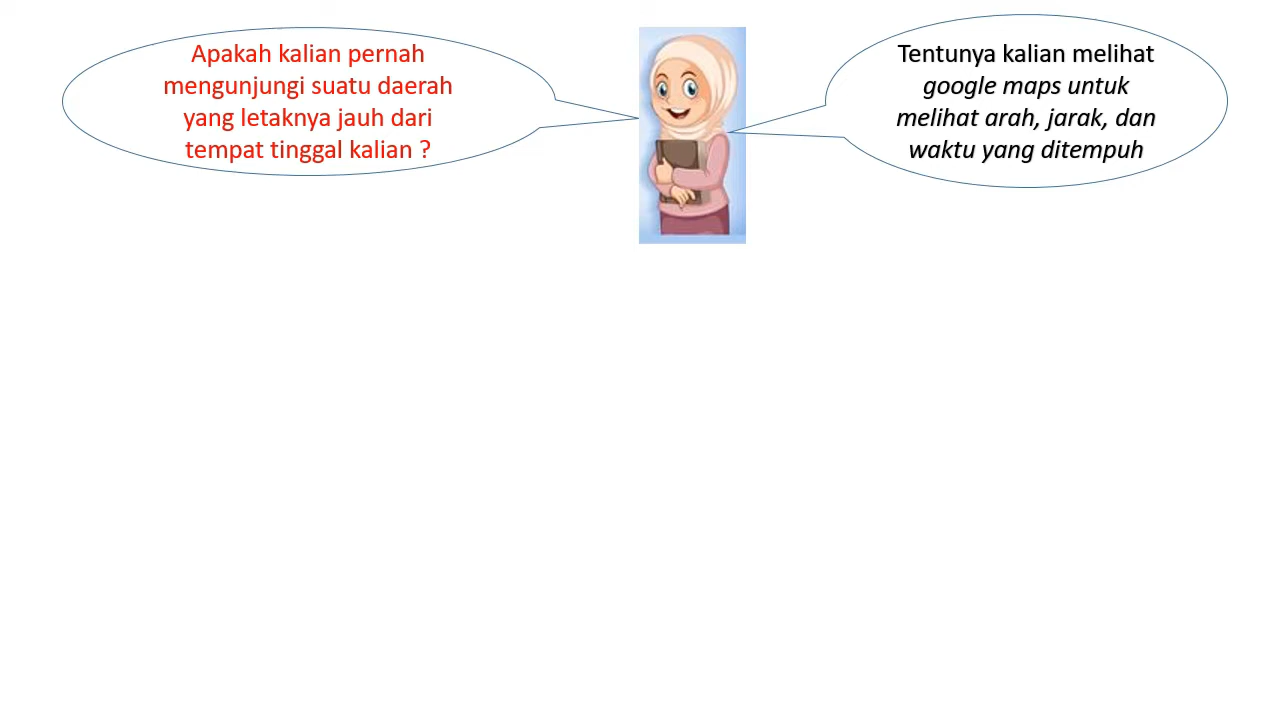 Apakah kalian pernah
mengunjungi suatu daerah
yang letaknya jauh dari
tempat tinggal kalian ?
Tentunya kalian melihat
google maps untuk
melihat arah, jarak, dan
waktu yang ditempuh